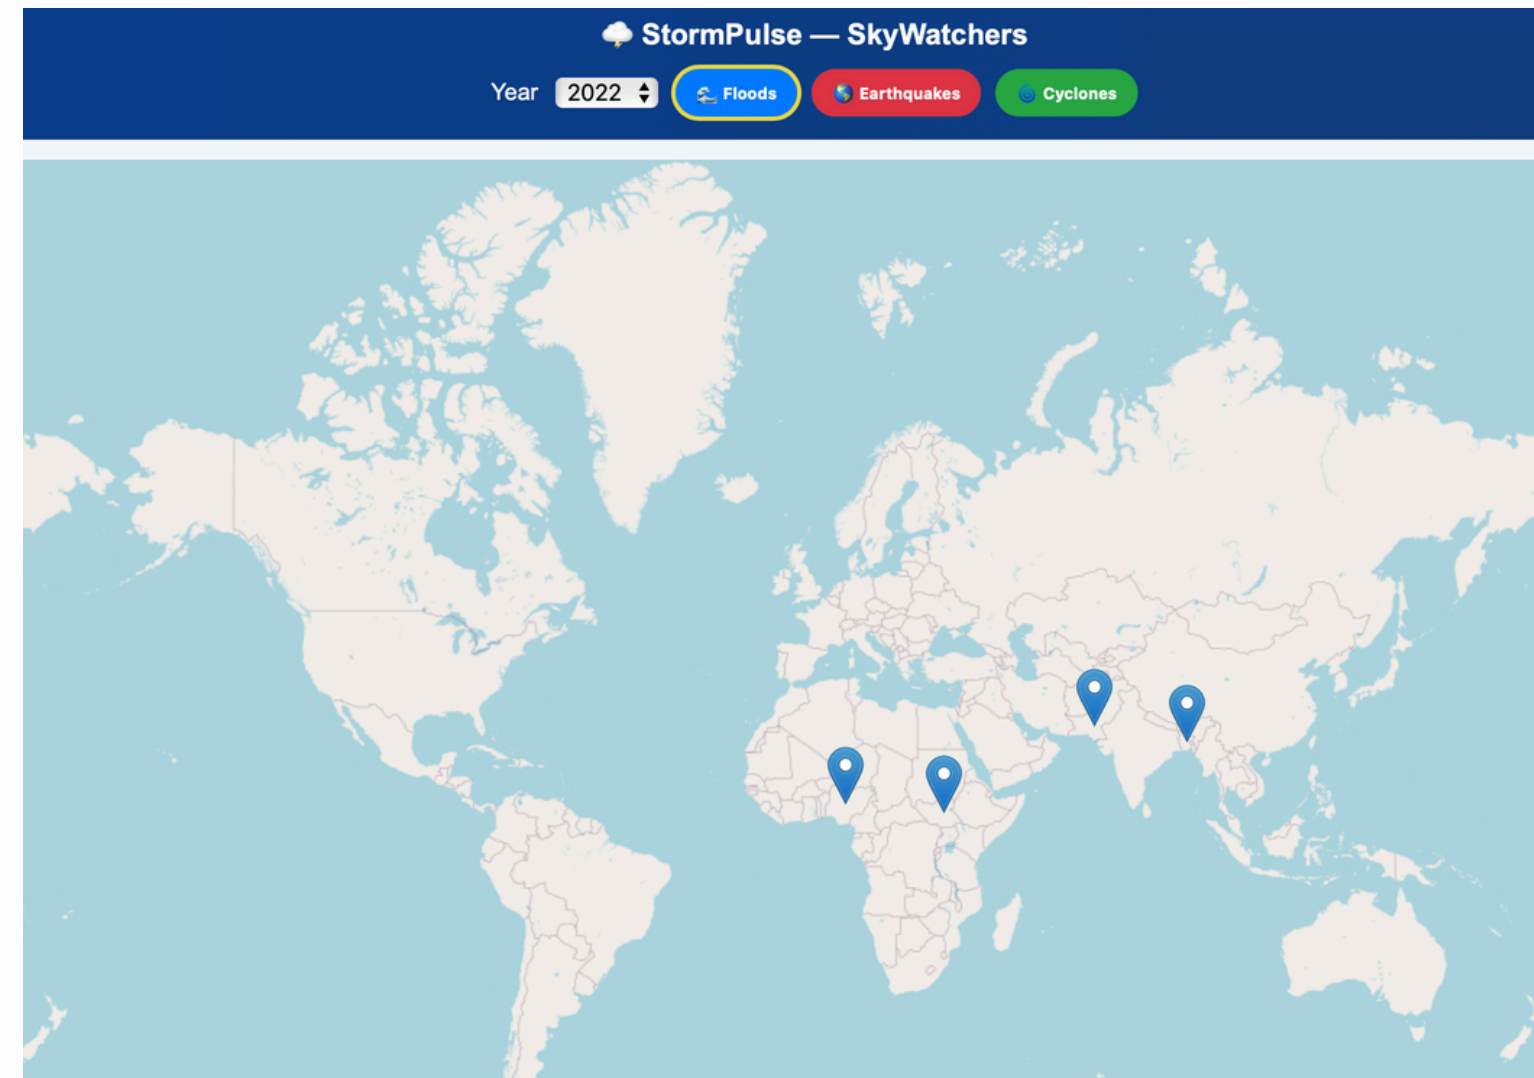 StormPulse — SkyWatchers
Year 2022 Floods Earthquakes Cyclones